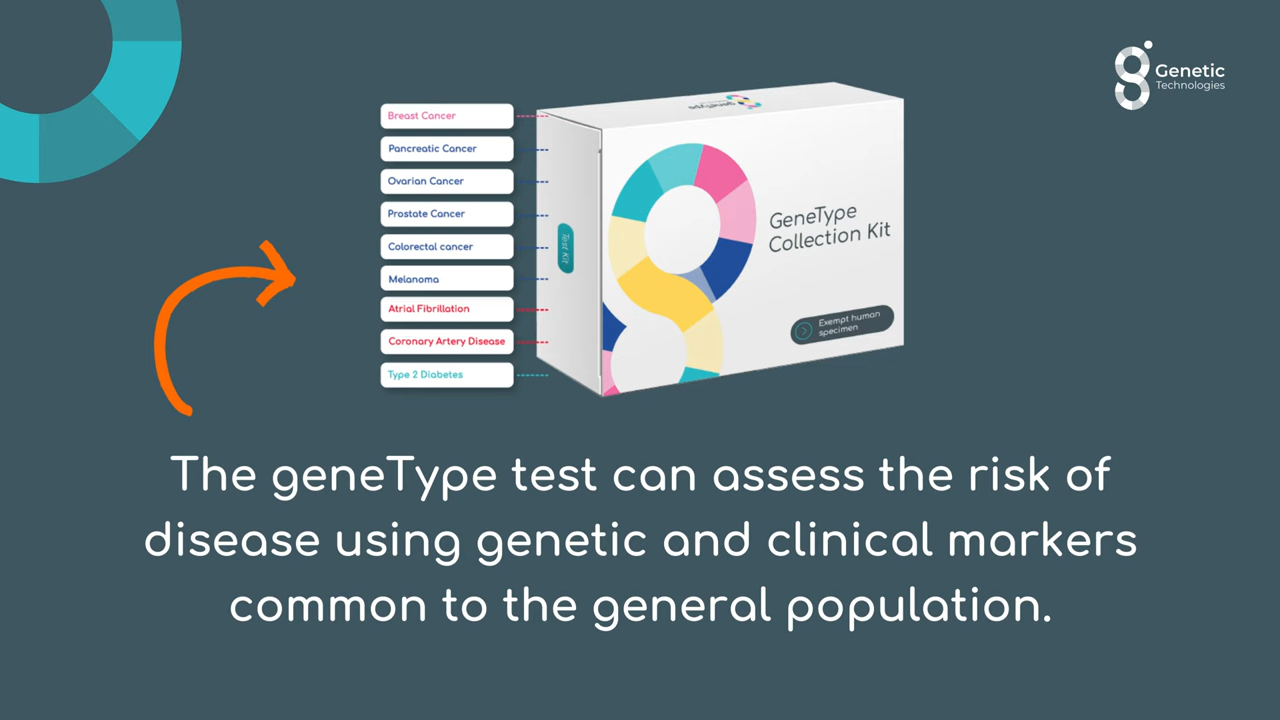 Genetic
Technologies
Breast Cancer
Pancreatic Cancer
Ovarian Cancer
Prostate Cancer
Colorectal cancer
Melanoma
Atrial Fibrillation
Coronary Artery Disease
Type 2 Diabetes
geneType
Test Kit
GeneType
Collection Kit
Exempt human
specimen
The geneType test can assess the risk of
disease using genetic and clinical markers
common to the general population.